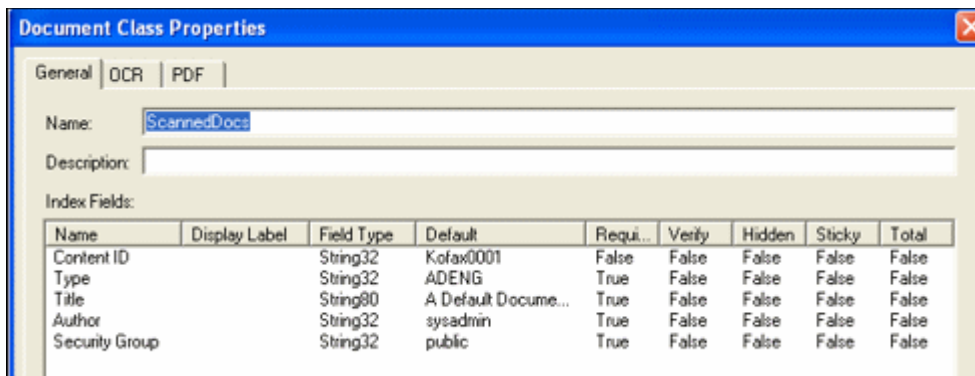 Document Class Properties
General OCR PDF
Name: ScannedDocs
Description:
Index Fields:
Name Display Label Field Type Default Requi... Verify Hidden Sticky Total
Content ID String32 Kofax0001 False False False False False
Type String32 ADENG True False False False False
Title String80 A Default Docume... True False False False False
Author String32 sysadmin True False False False False
Security Group String32 public True False False False False